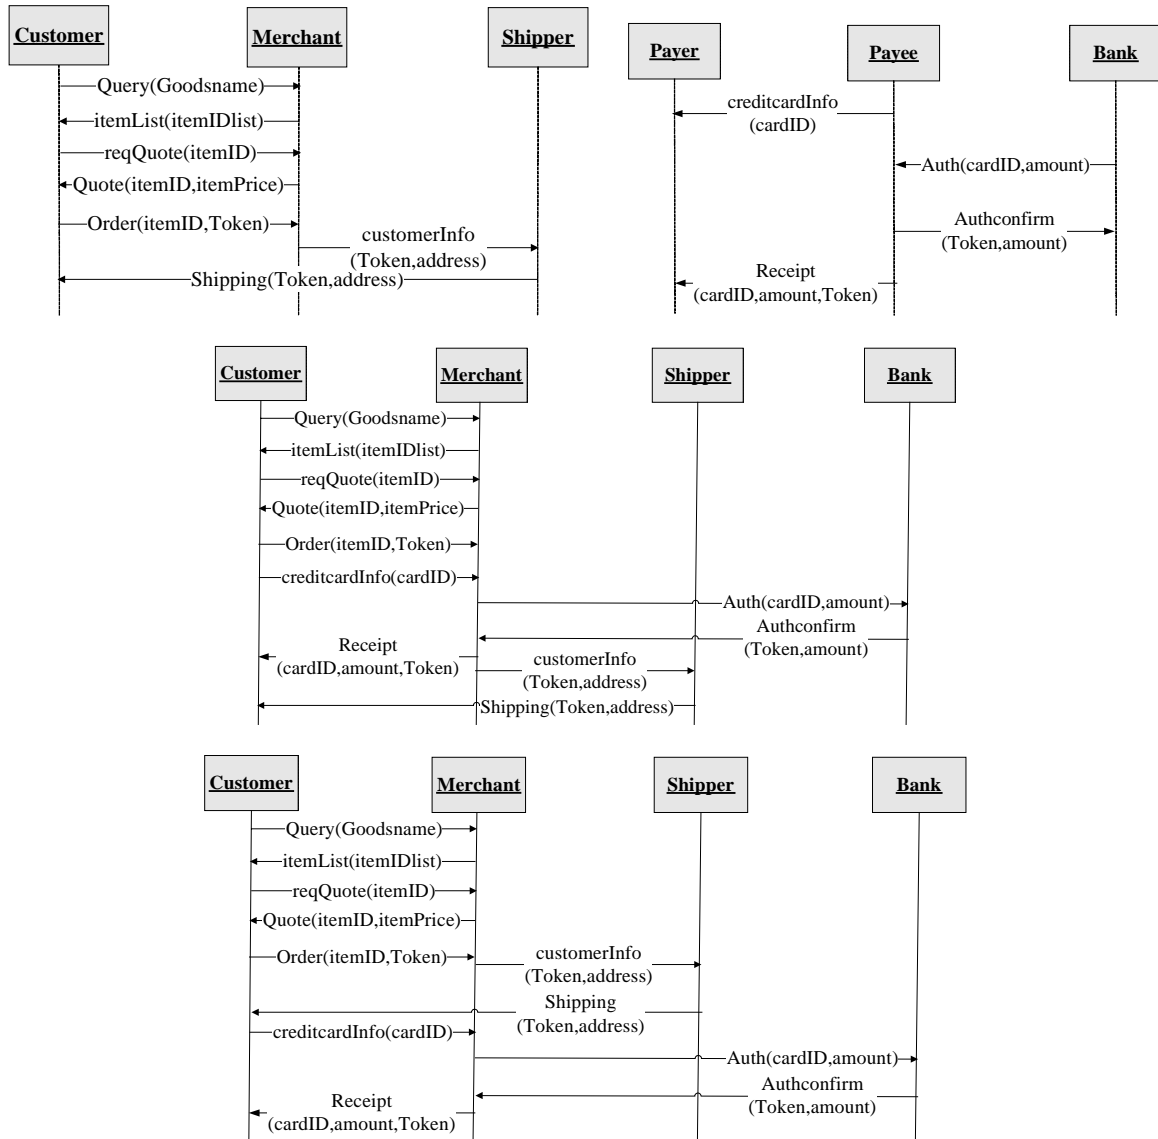 Customer
Merchant
Shipper
Query(Goodsname)
itemList(itemIDlist)
reqQuote(itemID)
Quote(itemID,itemPrice)
Order(itemID,Token)
customerInfo
(Token,address)
Shipping(Token,address)
Payer
Payee
Bank
creditcardInfo
(cardID)
Auth(cardID,amount)
Authconfirm
(Token,amount)
Receipt
(cardID,amount,Token)
Customer
Merchant
Shipper
Bank
Query(Goodsname)
itemList(itemIDlist)
reqQuote(itemID)
Quote(itemID,itemPrice)
Order(itemID,Token)
creditcardInfo(cardID)
Auth(cardID,amount)
Authconfirm
(Token,amount)
Receipt
(cardID,amount,Token)
customerInfo
(Token,address)
Shipping(Token,address)
Customer
Merchant
Shipper
Bank
Query(Goodsname)
itemList(itemIDlist)
reqQuote(itemID)
Quote(itemID,itemPrice)
Order(itemID,Token)
customerInfo
(Token,address)
Shipping
(Token,address)
creditcardInfo(cardID)
Auth(cardID,amount)
Authconfirm
(Token,amount)
Receipt
(cardID,amount,Token)